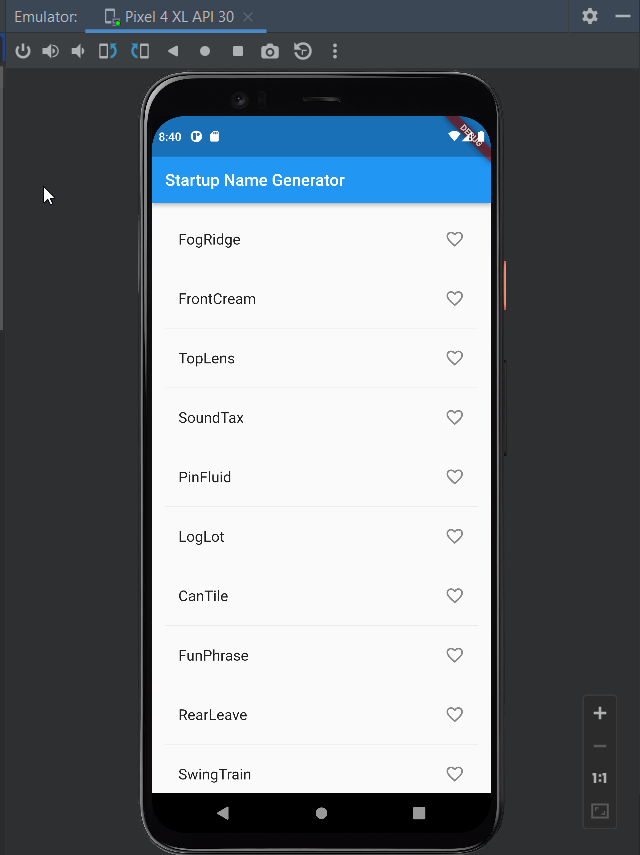 Emulator: Pixel 4 XL API 30
8:40
DEBUG
Startup Name Generator
FogRidge
FrontCream
TopLens
SoundTax
PinFluid
LogLot
CanTile
FunPhrase
RearLeave
SwingTrain
1:1